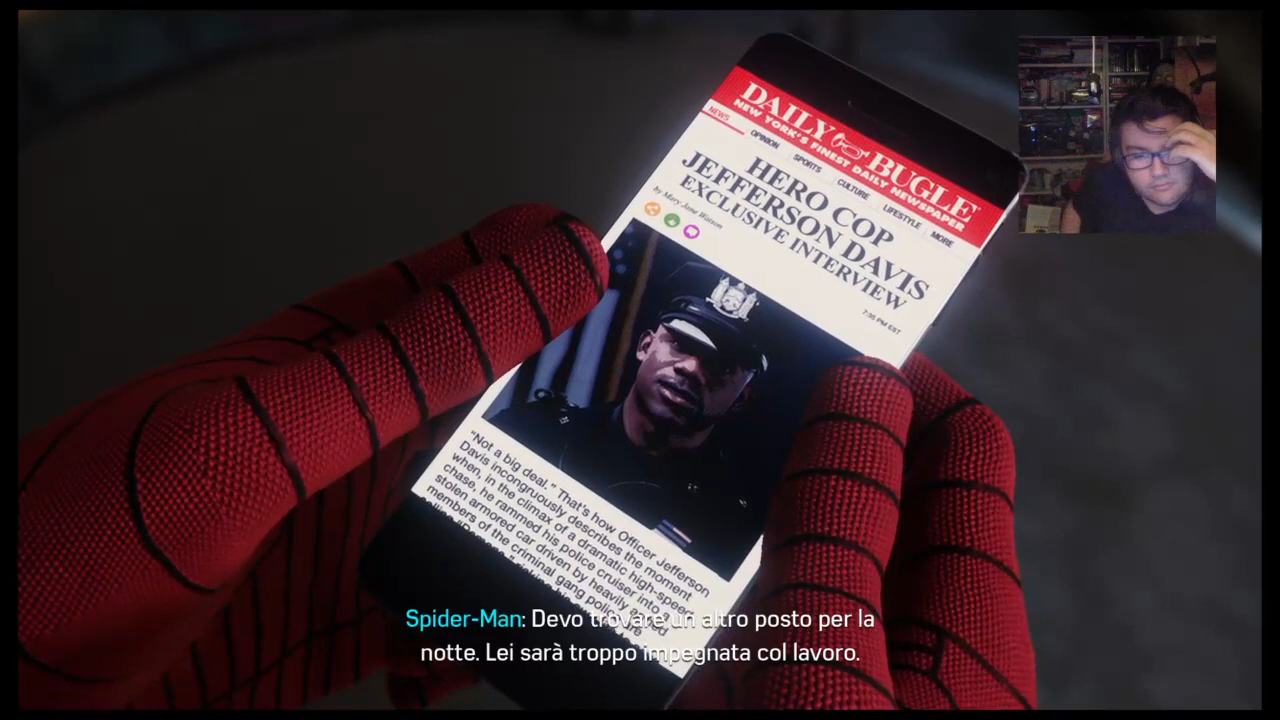 DAILY BUGLE
NEW YORK'S FINEST DAILY NEWSPAPER
NEWS OPINION SPORTS CULTURE LIFESTYLE MORE
HERO COP
JEFFERSON DAVIS
EXCLUSIVE INTERVIEW
by Mary Jane Watson
7:35 PM EST
"Not a big deal." That's how Officer Jefferson
Davis incongruously describes the moment
when, in the climax of a dramatic high-speed
chase, he rammed his police cruiser into a
stolen armored car driven by heavily armed
members of the criminal gang police
Spider-Man: Devo trovare un altro posto per la
notte. Lei sarà troppo impegnata col lavoro.